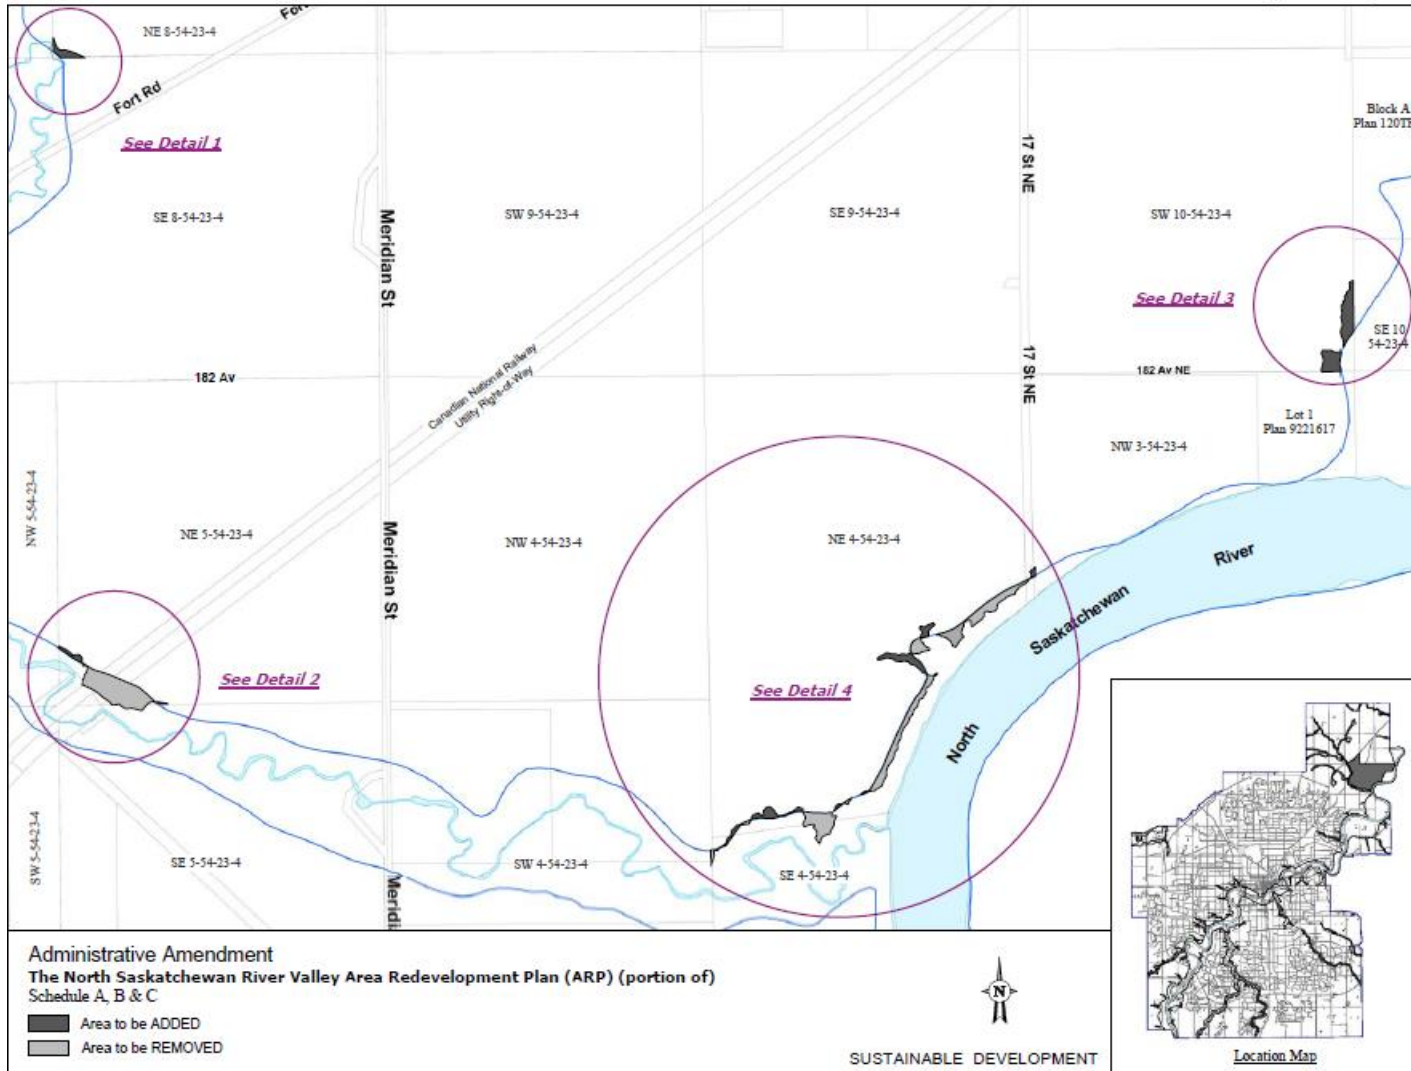 NE 8-54-23-4
Fort Rd
See Detail 1
Block A
Plan 120TR
17 St NE
SE 8-54-23-4
SW 9-54-23-4
SE 9-54-23-4
SW 10-54-23-4
Meridian St
See Detail 3
SE 10
54-23-4
Canadian National Railway
Utility Right-of-Way
182 Av
17 St NE
182 Av NE
Lot 1
Plan 9221617
NW 3-54-23-4
NW 5-54-23-4
NE 5-54-23-4
Meridian St
NW 4-54-23-4
NE 4-54-23-4
North
Saskatchewan
River
See Detail 2
See Detail 4
SW 5-54-23-4
SE 5-54-23-4
SW 4-54-23-4
SE 4-54-23-4
Meridi
Administrative Amendment
The North Saskatchewan River Valley Area Redevelopment Plan (ARP) (portion of)
Schedule A, B & C
Area to be ADDED
Area to be REMOVED
N
SUSTAINABLE DEVELOPMENT
Location Map